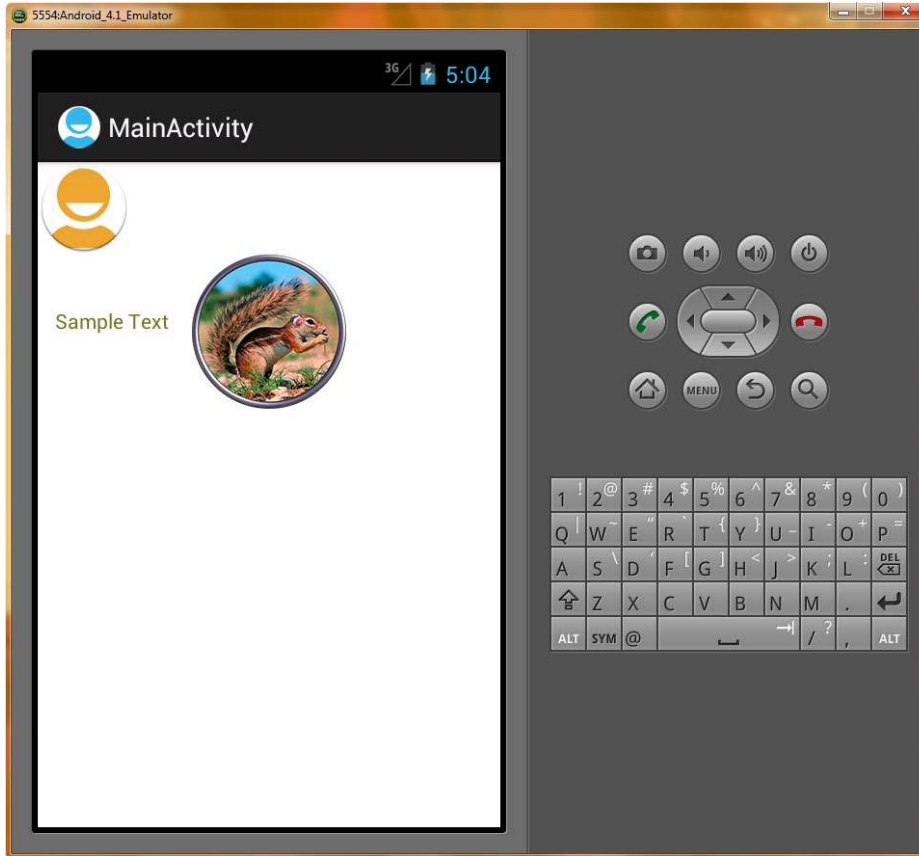 5554:Android_4.1_Emulator
3G 5:04
MainActivity
Sample Text
MENU
1 ! 2 @ 3 # 4 $ 5 % 6 ^ 7 & 8 * 9 ( 0 )
Q | W ~ E " R ` T { Y } U _ I - O + P =
A S \ D ' F [ G ] H < J > K ; L : DEL
Z X C V B N M .
ALT SYM @ / ? , ALT